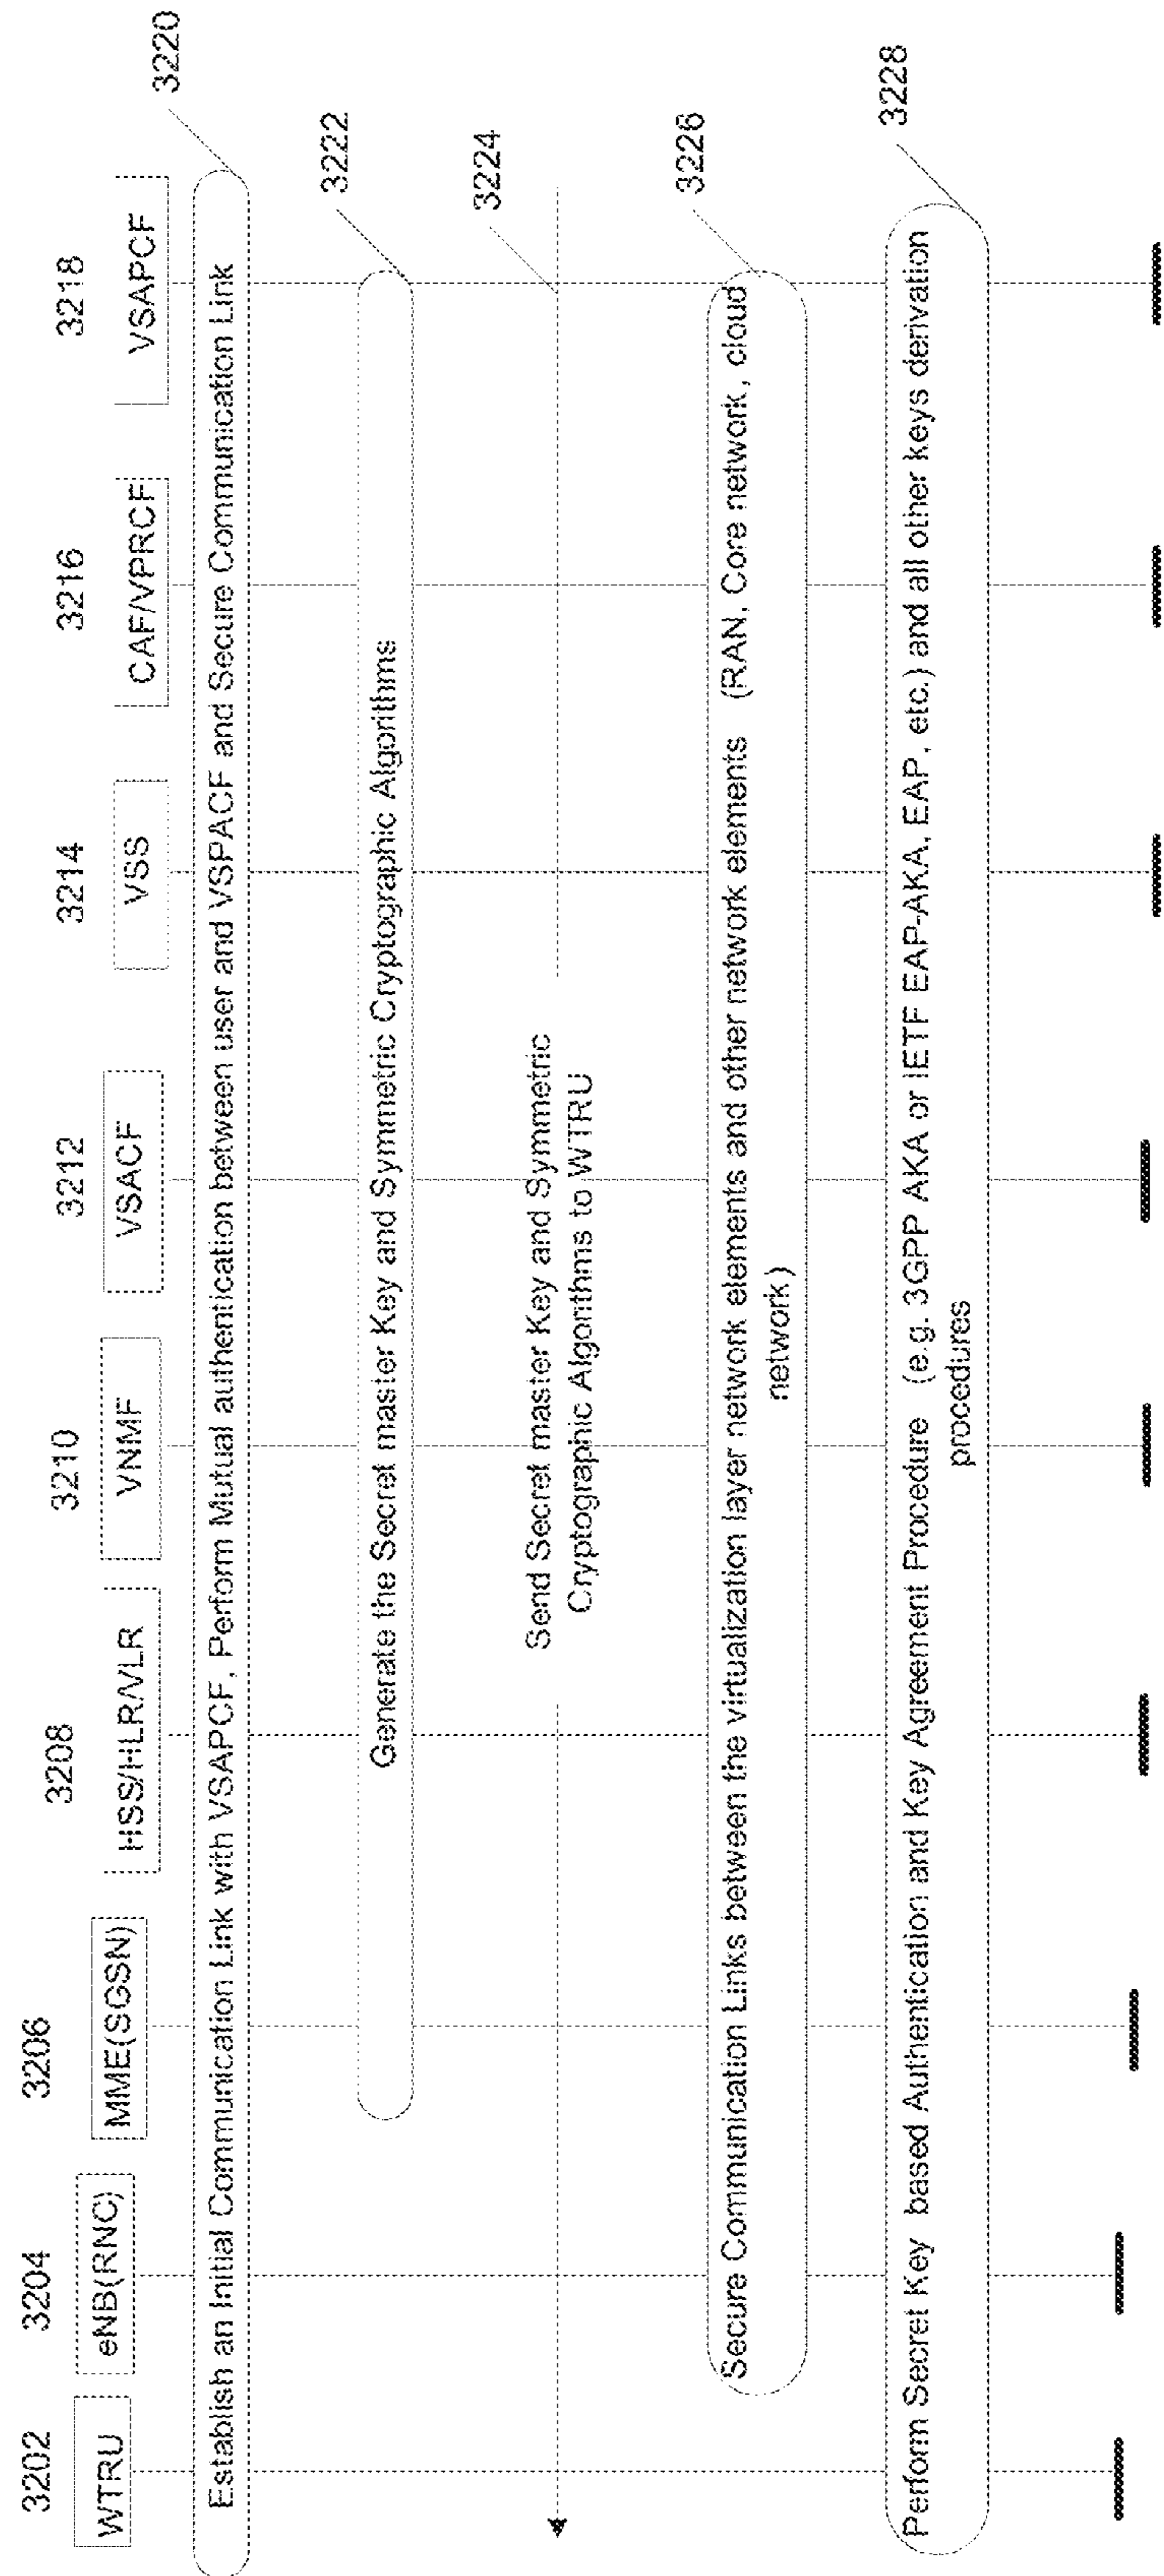 3202
3204
3206
3208
3210
3212
3214
3216
3218
WTRU
eNB(RNC)
MME(SGSN)
HSS/HLR/VLR
VNMF
VSACF
VSS
CAF/VPRCF
VSAPCF
3220
Establish an Initial Communication Link with VSAPCF, Perform Mutual authentication between user and VSPACF and Secure Communication Link
3222
Generate the Secret master Key and Symmetric Cryptographic Algorithms
3224
Send Secret master Key and Symmetric
Cryptographic Algorithms to WTRU
3226
Secure Communication Links between the virtualization layer network elements and other network elements (RAN, Core network, cloud
network)
3228
Perform Secret Key based Authentication and Key Agreement Procedure (e.g. 3GPP AKA or IETF EAP-AKA, EAP, etc.) and all other keys derivation
procedures